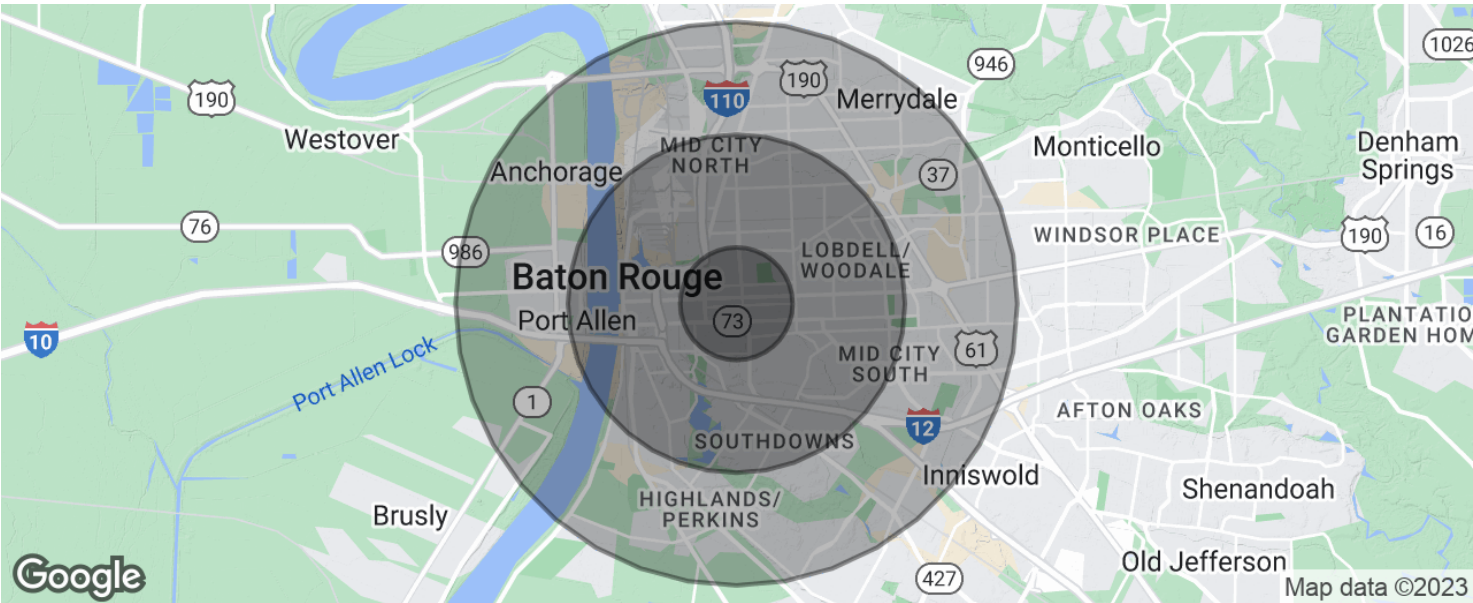 1026
946
190
190
110
Merrydale
Westover
MID CITY
NORTH
Monticello
Denham
Springs
Anchorage
37
76
986
LOBDELL/
WOODALE
WINDSOR PLACE
190
16
Baton Rouge
73
Port Allen
10
PLANTATIO
GARDEN HOM
MID CITY
SOUTH
61
Port Allen Lock
1
12
AFTON OAKS
SOUTHDOWNS
Inniswold
Shenandoah
HIGHLANDS/
PERKINS
Brusly
Old Jefferson
427
Google
Map data ©2023